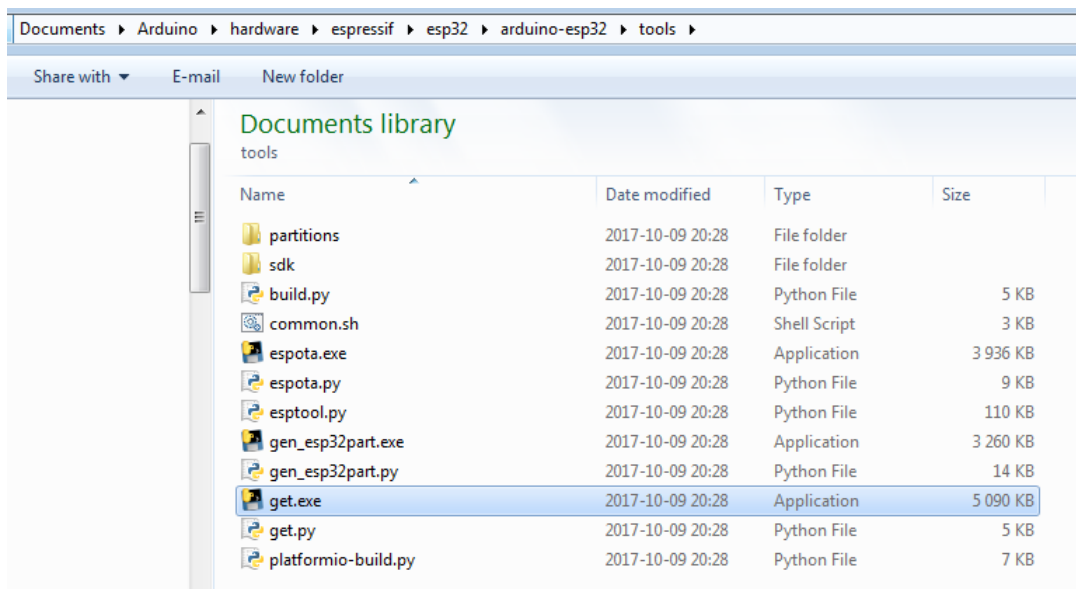 Documents Arduino hardware espressif esp32 arduino-esp32 tools
Share with E-mail New folder
Documents library
tools
Name Date modified Type Size
partitions 2017-10-09 20:28 File folder
sdk 2017-10-09 20:28 File folder
build.py 2017-10-09 20:28 Python File 5 KB
common.sh 2017-10-09 20:28 Shell Script 3 KB
espota.exe 2017-10-09 20:28 Application 3 936 KB
espota.py 2017-10-09 20:28 Python File 9 KB
esptool.py 2017-10-09 20:28 Python File 110 KB
gen_esp32part.exe 2017-10-09 20:28 Application 3 260 KB
gen_esp32part.py 2017-10-09 20:28 Python File 14 KB
get.exe 2017-10-09 20:28 Application 5 090 KB
get.py 2017-10-09 20:28 Python File 5 KB
platformio-build.py 2017-10-09 20:28 Python File 7 KB